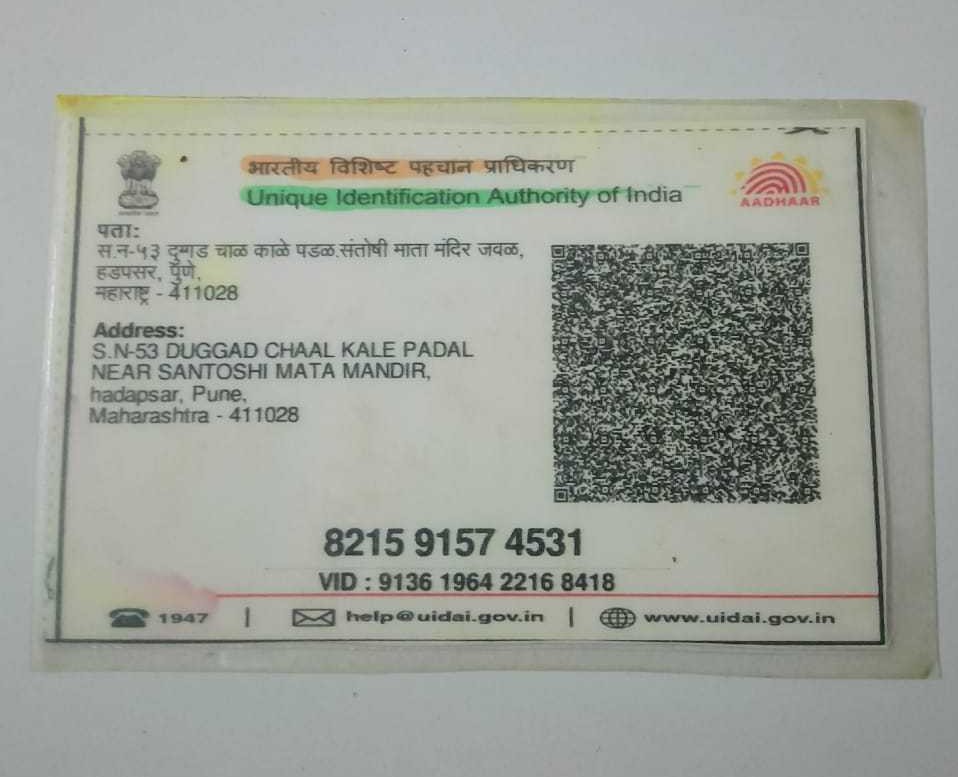 भारतीय विशिष्ट पहचान प्राधिकरण
Unique Identification Authority of India
AADHAAR
पता:
स.न-५३ दुग्गड चाळ काळे पडळ.संतोषी माता मंदिर जवळ,
हडपसर, पुणे,
महाराष्ट्र - 411028
Address:
S.N-53 DUGGAD CHAAL KALE PADAL
NEAR SANTOSHI MATA MANDIR,
hadapsar, Pune,
Maharashtra - 411028
8215 9157 4531
VID : 9136 1964 2216 8418
1947 | help@uidai.gov.in | www.uidai.gov.in